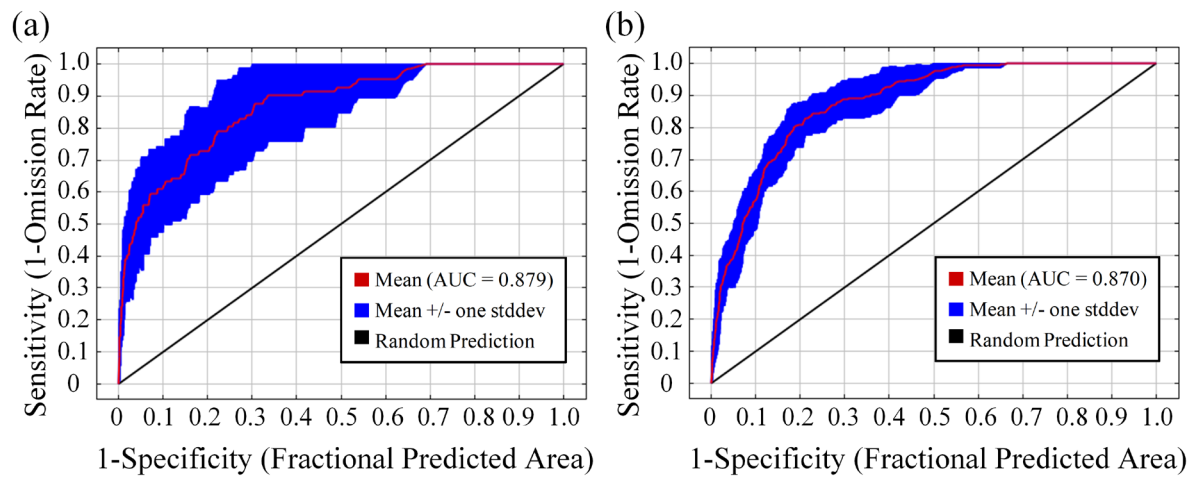 (a)
Sensitivity (1-Omission Rate)
1.0
0.9
0.8
0.7
0.6
0.5
0.4
0.3
0.2
0.1
0
Mean (AUC = 0.879)
Mean +/- one stddev
Random Prediction
0 0.1 0.2 0.3 0.4 0.5 0.6 0.7 0.8 0.9 1.0
1-Specificity (Fractional Predicted Area)
(b)
Sensitivity (1-Omission Rate)
1.0
0.9
0.8
0.7
0.6
0.5
0.4
0.3
0.2
0.1
0
Mean (AUC = 0.870)
Mean +/- one stddev
Random Prediction
0 0.1 0.2 0.3 0.4 0.5 0.6 0.7 0.8 0.9 1.0
1-Specificity (Fractional Predicted Area)